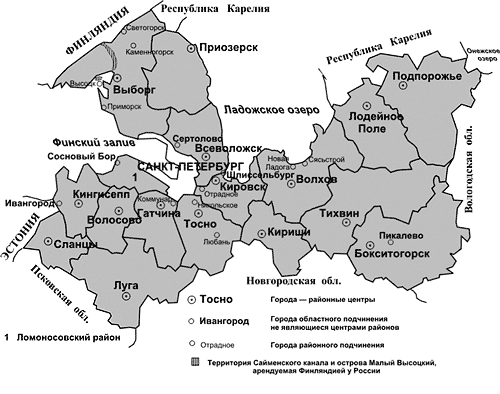 Республика Карелия
ФИНЛЯНДИЯ
Светогорск
Каменногорск
Приозерск
Республика Карелия
Онежское
озеро
Высоцк
Выборг
Подпорожье
Приморск
Ладожское озеро
Лодейное
Поле
Вологодская обл.
Финский залив
Сертолово
Сосновый Бор
Всеволожск
САНКТ-ПЕТЕРБУРГ
1
Новая
Ладога
Сясьстрой
Шлиссельбург
Волхов
Ивангород
Кингисепп
Кировск
Отрадное
Коммунар
Никольское
Волосово
Гатчина
Тосно
Тихвин
ЭСТОНИЯ
Сланцы
Любань
Кириши
Пикалево
Бокситогорск
Псковская обл.
Луга
Новгородская обл.
Тосно
Города — районные центры
Ивангород
Города областного подчинения
не являющиеся центрами районов
1 Ломоносовский район
Отрадное
Города районного подчинения
Территория Сайменского канала и острова Малый Высоцкий,
арендуемая Финляндией у России